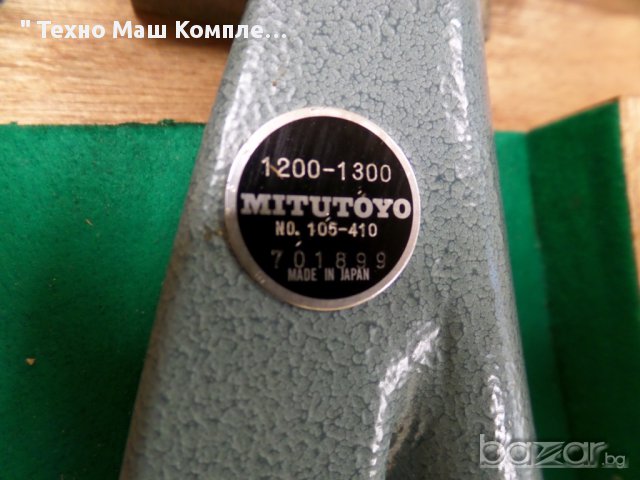 " Техно Маш Компле... "
1200-1300
MITUTOYO
NO. 105-410
701899
MADE IN JAPAN
bazar.bg